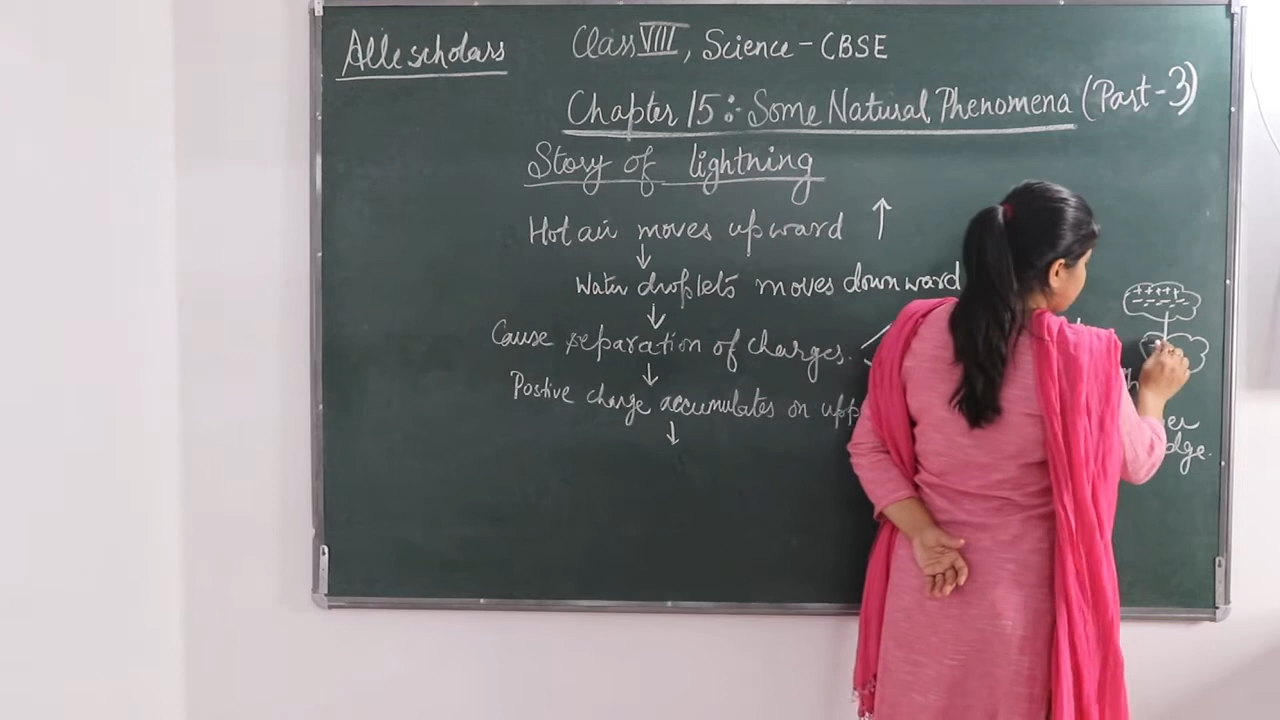 Alle scholars
Class VIII, Science - CBSE
Chapter 15 :- Some Natural Phenomena (Part - 3)
Story of lightning
Hot air moves upward ↑
↓
Water droplets moves downward
↓
Cause separation of charges.
↓
Postive charge accumulates on upp
↓
+ + + + +
- - - - -